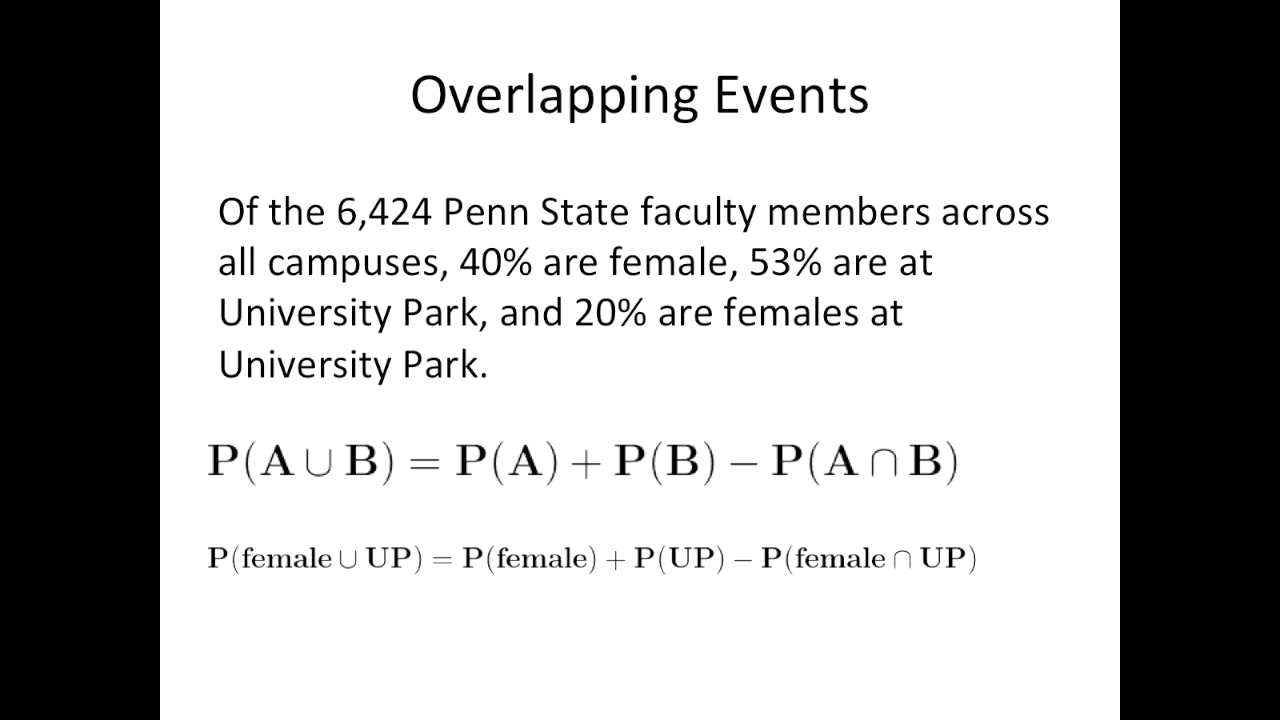 Overlapping Events
Of the 6,424 Penn State faculty members across
all campuses, 40% are female, 53% are at
University Park, and 20% are females at
University Park.
P(A ∪ B) = P(A) + P(B) − P(A ∩ B)
P(female ∪ UP) = P(female) + P(UP) − P(female ∩ UP)